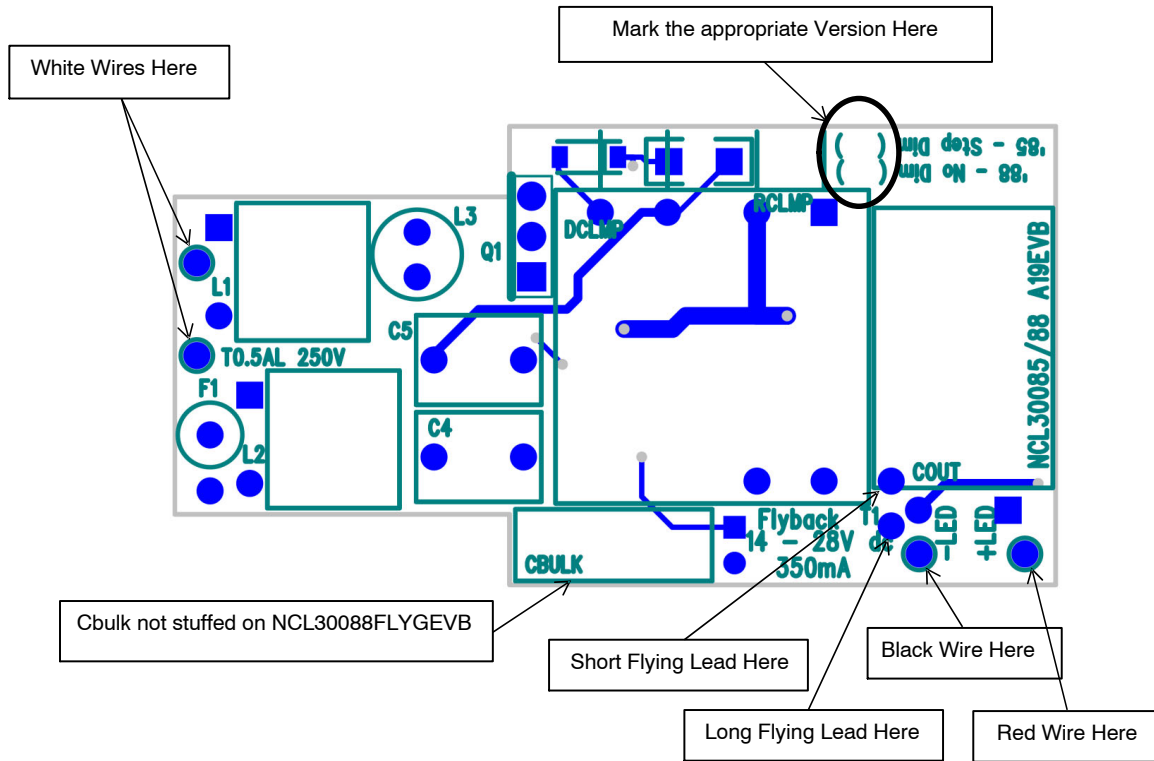 Mark the appropriate Version Here
White Wires Here
'85 - Step Dim ( )
'88 - No Dim ( )
L3
Q1
DCLMP
RCLMP
L1
C5
T0.5AL 250V
F1
C4
L2
NCL30085/88 A19EVB
COUT
Flyback T1
14 - 28V dc
350mA
-LED
+LED
CBULK
Cbulk not stuffed on NCL30088FLYGEVB
Short Flying Lead Here
Black Wire Here
Long Flying Lead Here
Red Wire Here